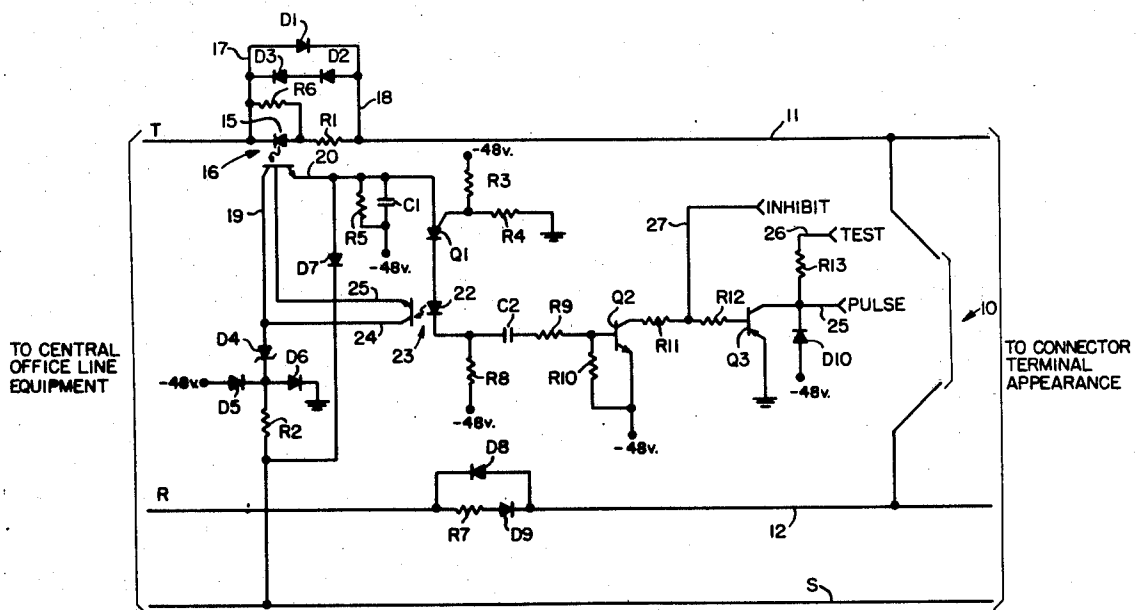 D1
17
D3
D2
R6
18
T
15
R1
11
16
20
-48v.
R3
INHIBIT
27
26
TEST
19
R5
C1
R4
Q1
-48v.
R13
D7
25
22
C2
R9
Q2
R12
PULSE
25
10
24
23
R11
Q3
D10
D4
D6
R8
R10
-48v.
TO CENTRAL
OFFICE LINE
EQUIPMENT
TO CONNECTOR
TERMINAL
APPEARANCE
-48v.
D5
R2
-48v.
-48v.
D8
R
R7
D9
12
S